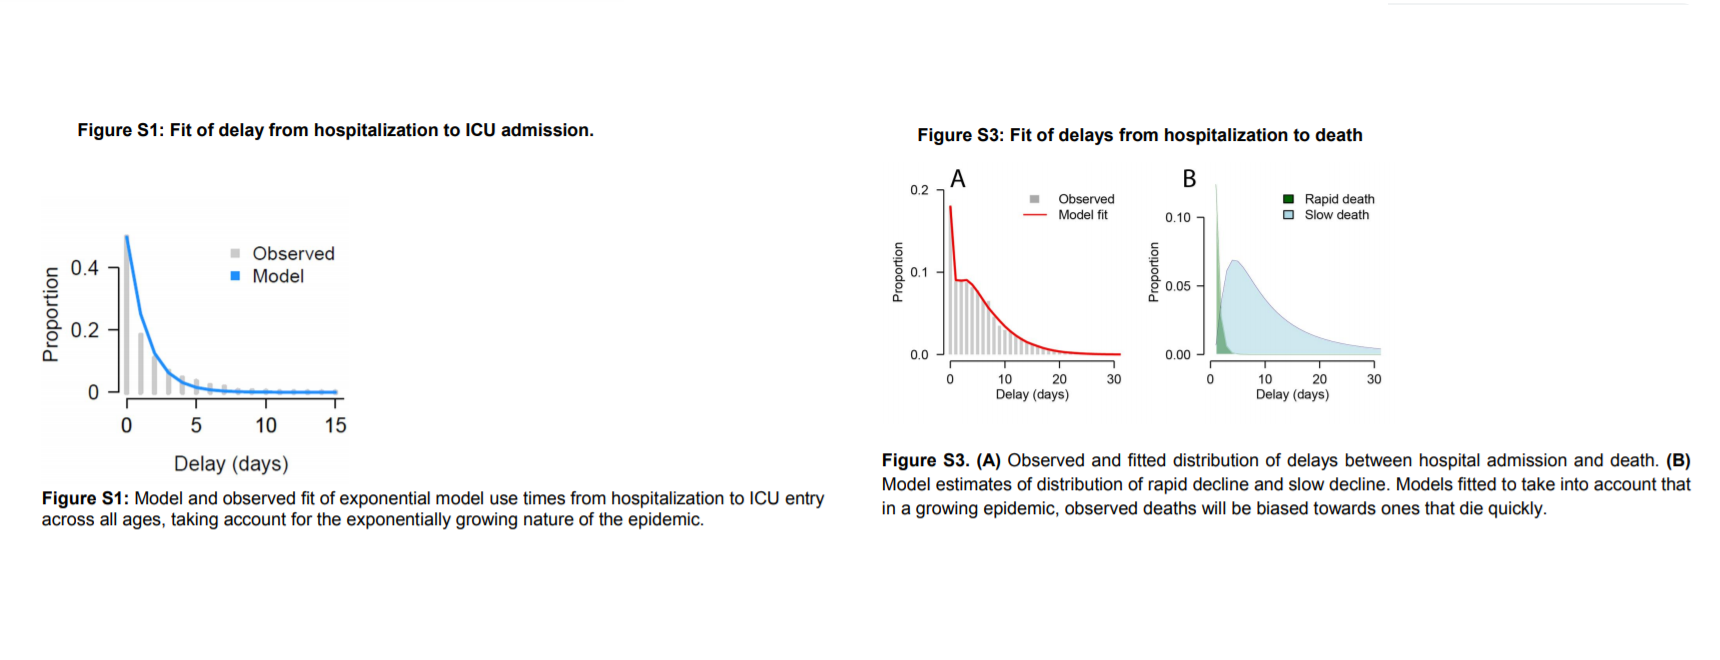 Figure S1: Fit of delay from hospitalization to ICU admission.
Proportion
0.4
0.2
0
Observed
Model
0 5 10 15
Delay (days)
Figure S1: Model and observed fit of exponential model use times from hospitalization to ICU entry
across all ages, taking account for the exponentially growing nature of the epidemic.
Figure S3: Fit of delays from hospitalization to death
A
Proportion
0.2
0.1
0.0
Observed
Model fit
0 10 20 30
Delay (days)
B
Proportion
0.10
0.05
0.00
Rapid death
Slow death
0 10 20 30
Delay (days)
Figure S3. (A) Observed and fitted distribution of delays between hospital admission and death. (B)
Model estimates of distribution of rapid decline and slow decline. Models fitted to take into account that
in a growing epidemic, observed deaths will be biased towards ones that die quickly.